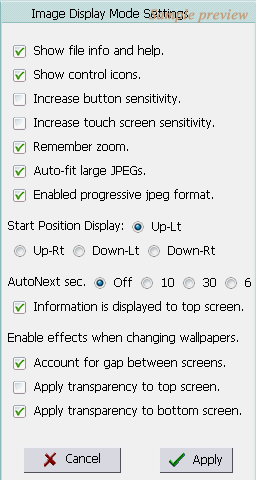 Image Display Mode Settings
Sample preview
Show file info and help.
Show control icons.
Increase button sensitivity.
Increase touch screen sensitivity.
Remember zoom.
Auto-fit large JPEGs.
Enabled progressive jpeg format.
Start Position Display: Up-Lt
Up-Rt Down-Lt Down-Rt
AutoNext sec. Off 10 30 6
Information is displayed to top screen.
Enable effects when changing wallpapers.
Account for gap between screens.
Apply transparency to top screen.
Apply transparency to bottom screen.
Cancel Apply